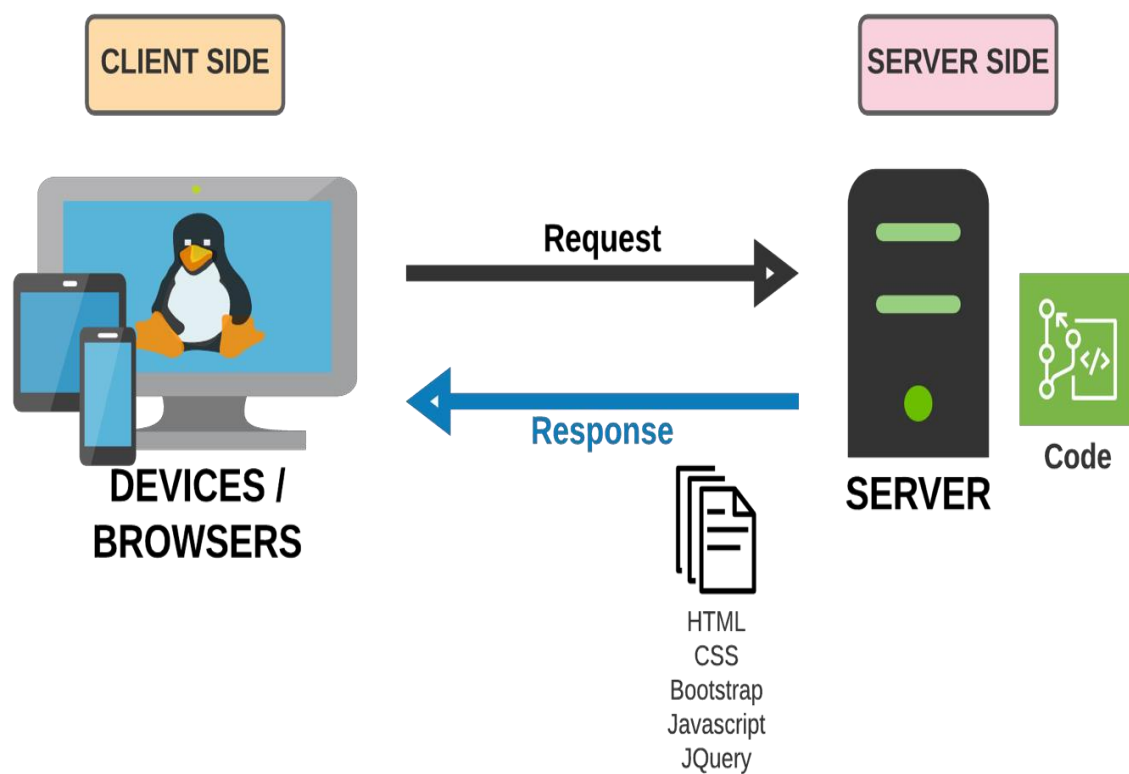 CLIENT SIDE
SERVER SIDE
Request
Response
</>
Code
DEVICES /
BROWSERS
SERVER
HTML
CSS
Bootstrap
Javascript
JQuery